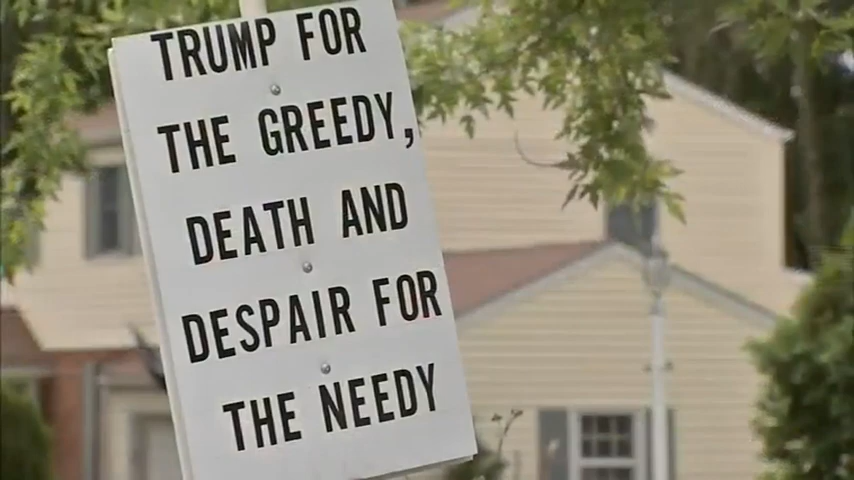 TRUMP FOR
THE GREEDY,
DEATH AND
DESPAIR FOR
THE NEEDY